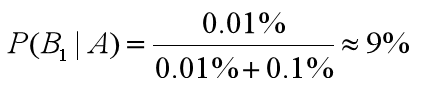 P(B₁ | A) = 0.01% / 0.01% + 0.1% ≈ 9%